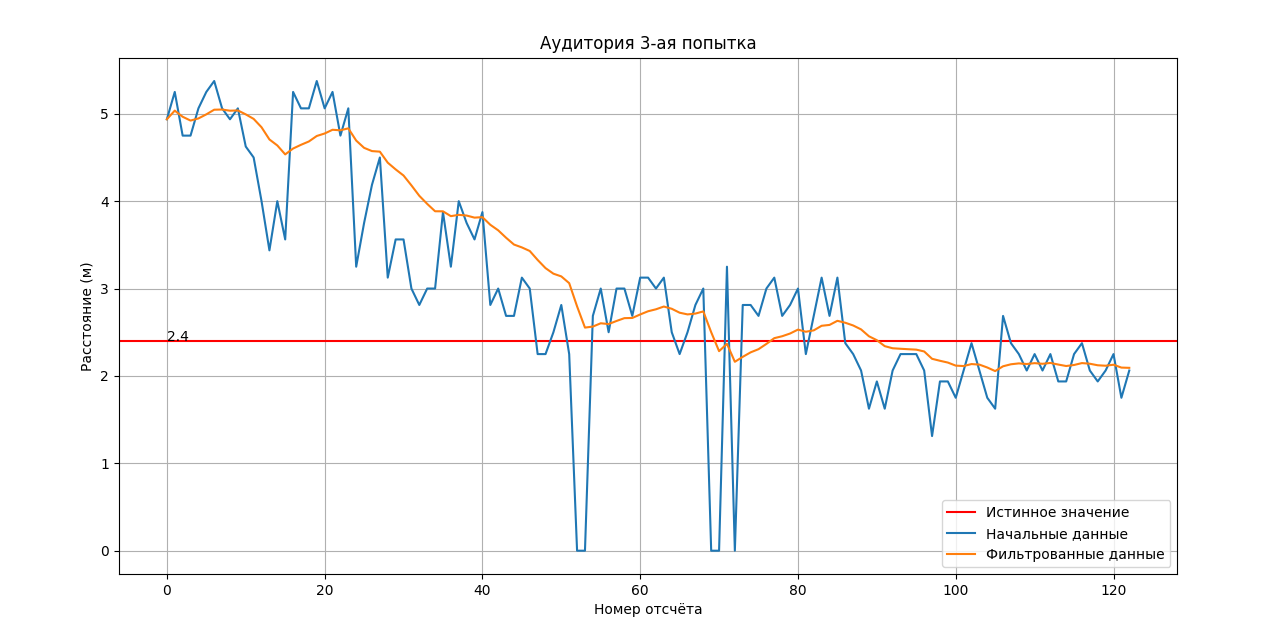 Аудитория 3-ая попытка
Расстояние (м)
5
4
3
2
1
0
2.4
0 20 40 60 80 100 120
Номер отсчёта
Истинное значение
Начальные данные
Фильтрованные данные